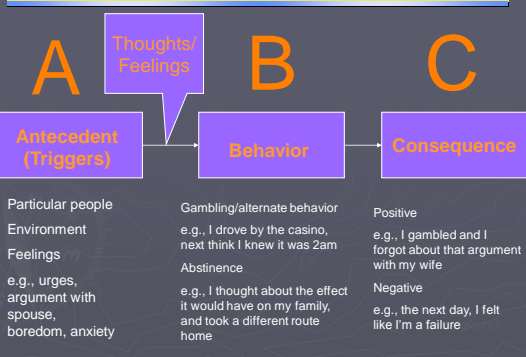 A
Thoughts/
Feelings
B
C
Antecedent
(Triggers)
Behavior
Consequence
Particular people
Environment
Feelings
e.g., urges,
argument with
spouse,
boredom, anxiety
Gambling/alternate behavior
e.g., I drove by the casino,
next think I knew it was 2am
Abstinence
e.g., I thought about the effect
it would have on my family,
and took a different route
home
Positive
e.g., I gambled and I
forgot about that argument
with my wife
Negative
e.g., the next day, I felt
like I'm a failure